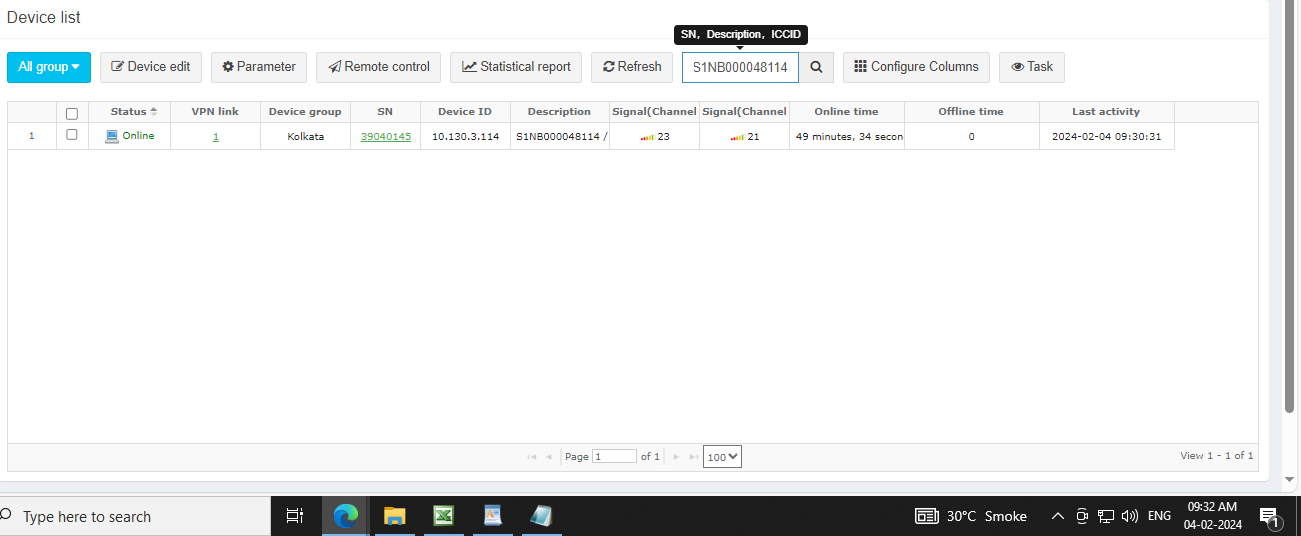 Device list
SN, Description, ICCID
All group
Device edit
Parameter
Remote control
Statistical report
Refresh
S1NB000048114
Configure Columns
Task
Status VPN link Device group SN Device ID Description Signal(Channel Signal(Channel Online time Offline time Last activity
1 Online 1 Kolkata 39040145 10.130.3.114 S1NB000048114 / 23 21 49 minutes, 34 secon 0 2024-02-04 09:30:31
Page 1 of 1 100 View 1 - 1 of 1
Type here to search
30°C Smoke
ENG
09:32 AM
04-02-2024
1